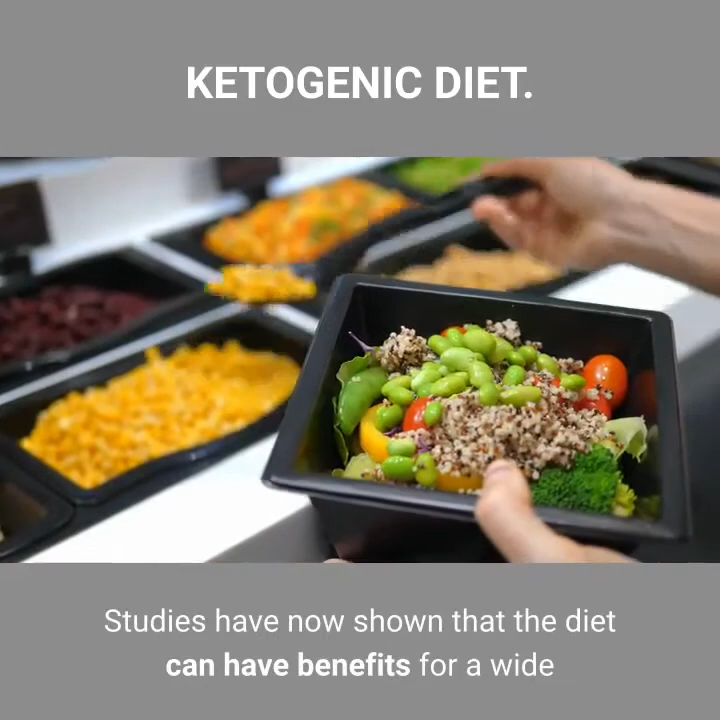 KETOGENIC DIET.
Studies have now shown that the diet
can have benefits for a wide